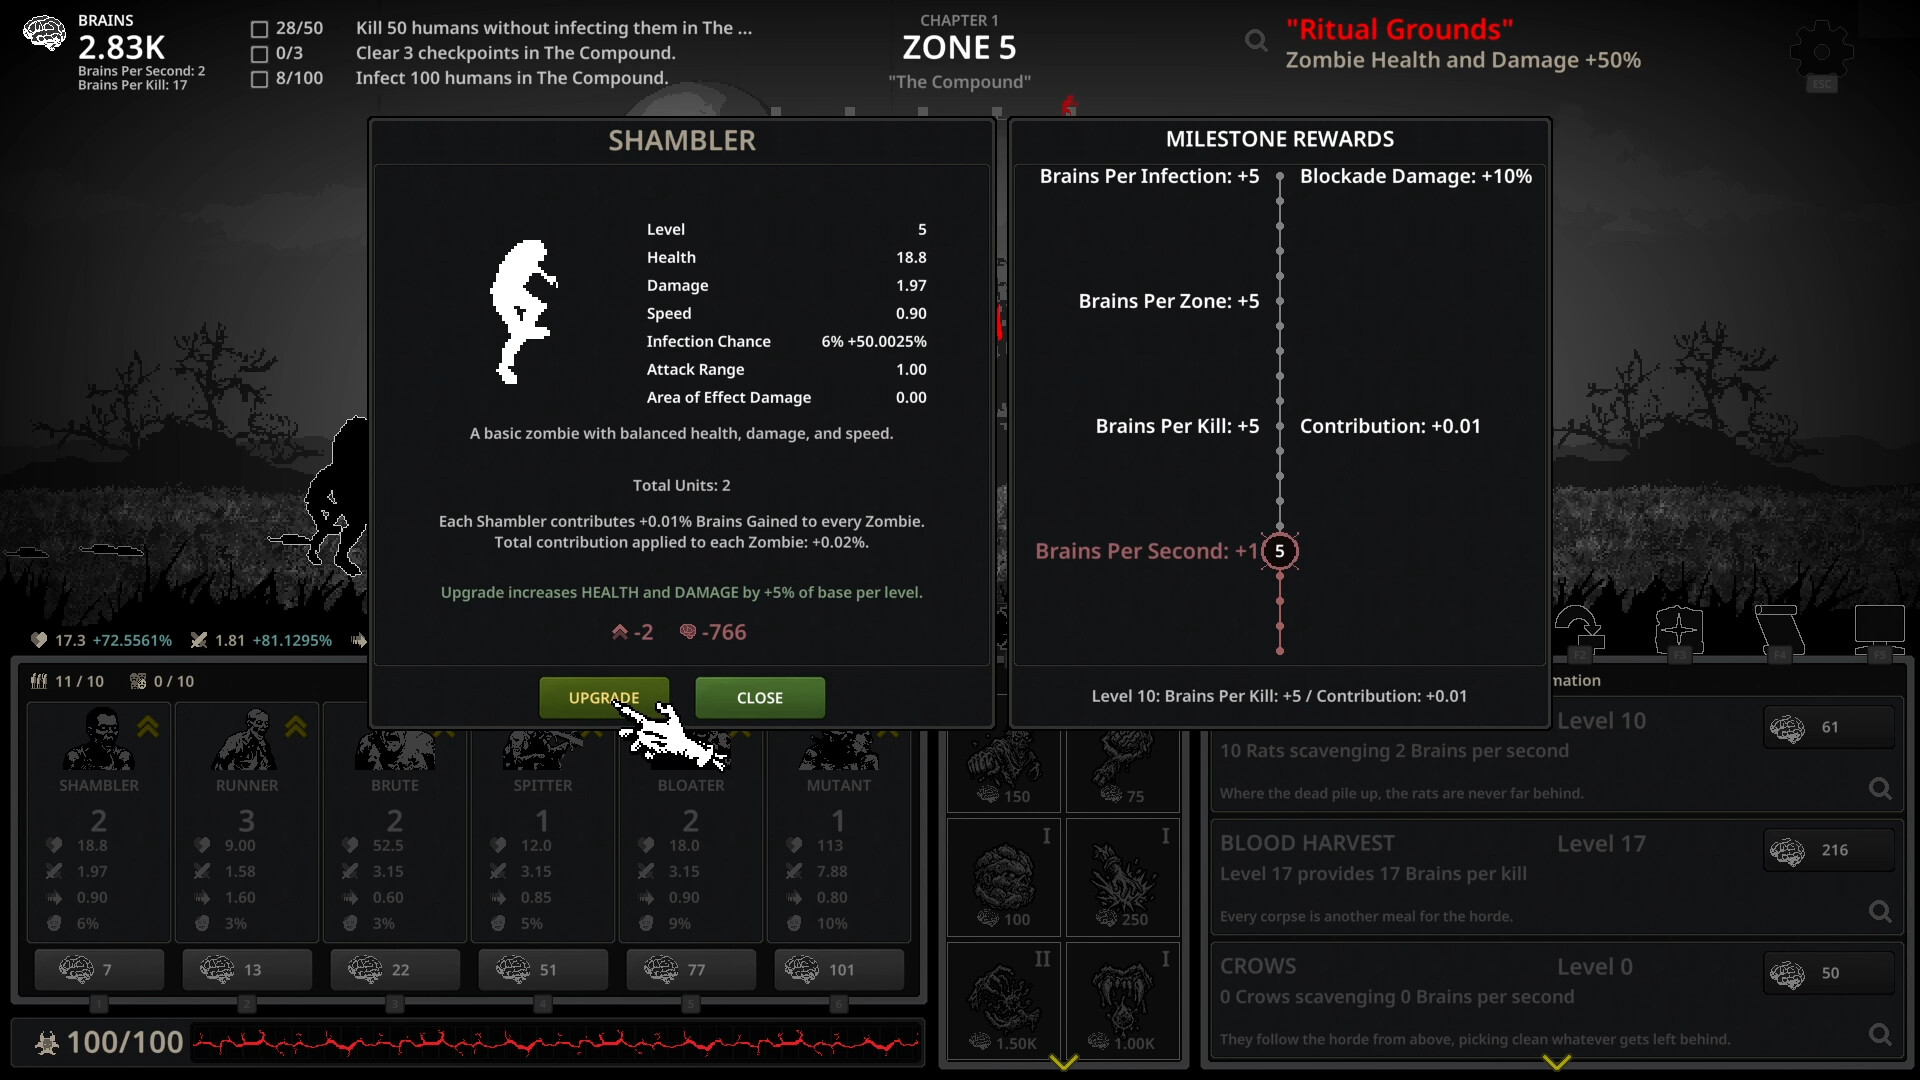 BRAINS
2.83K
Brains Per Second: 2
Brains Per Kill: 17
28/50 Kill 50 humans without infecting them in The ...
0/3 Clear 3 checkpoints in The Compound.
8/100 Infect 100 humans in The Compound.
CHAPTER 1
ZONE 5
"The Compound"
"Ritual Grounds"
Zombie Health and Damage +50%
ESC
SHAMBLER
Level 5
Health 18.8
Damage 1.97
Speed 0.90
Infection Chance 6% +50.0025%
Attack Range 1.00
Area of Effect Damage 0.00
A basic zombie with balanced health, damage, and speed.
Total Units: 2
Each Shambler contributes +0.01% Brains Gained to every Zombie.
Total contribution applied to each Zombie: +0.02%.
Upgrade increases HEALTH and DAMAGE by +5% of base per level.
-2 -766
UPGRADE CLOSE
MILESTONE REWARDS
Brains Per Infection: +5 Blockade Damage: +10%
Brains Per Zone: +5
Brains Per Kill: +5 Contribution: +0.01
Brains Per Second: +1 5
Level 10: Brains Per Kill: +5 / Contribution: +0.01
17.3 +72.5561% 1.81 +81.1295%
F2 F3 F4 F5
11 / 10 0 / 10
SHAMBLER RUNNER BRUTE SPITTER BLOATER MUTANT
2 3 2 1 2 1
18.8 9.00 52.5 12.0 18.0 113
1.97 1.58 3.15 3.15 3.15 7.88
0.90 1.60 0.60 0.85 0.90 0.80
6% 3% 3% 5% 9% 10%
7 13 22 51 77 101
1 2 3 4 5 6
100/100
150 75
I I
100 250
II I
1.50K 1.00K
mation
Level 10 61
10 Rats scavenging 2 Brains per second
Where the dead pile up, the rats are never far behind.
BLOOD HARVEST Level 17 216
Level 17 provides 17 Brains per kill
Every corpse is another meal for the horde.
CROWS Level 0 50
0 Crows scavenging 0 Brains per second
They follow the horde from above, picking clean whatever gets left behind.